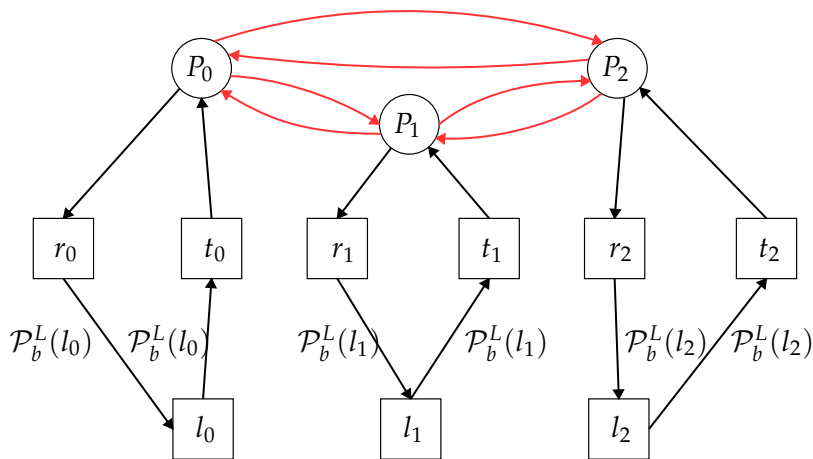 P₀ P₂
P₁
r₀ t₀ r₁ t₁ r₂ t₂
𝒫_b^L(l₀) 𝒫_b^L(l₀) 𝒫_b^L(l₁) 𝒫_b^L(l₁) 𝒫_b^L(l₂) 𝒫_b^L(l₂)
l₀ l₁ l₂